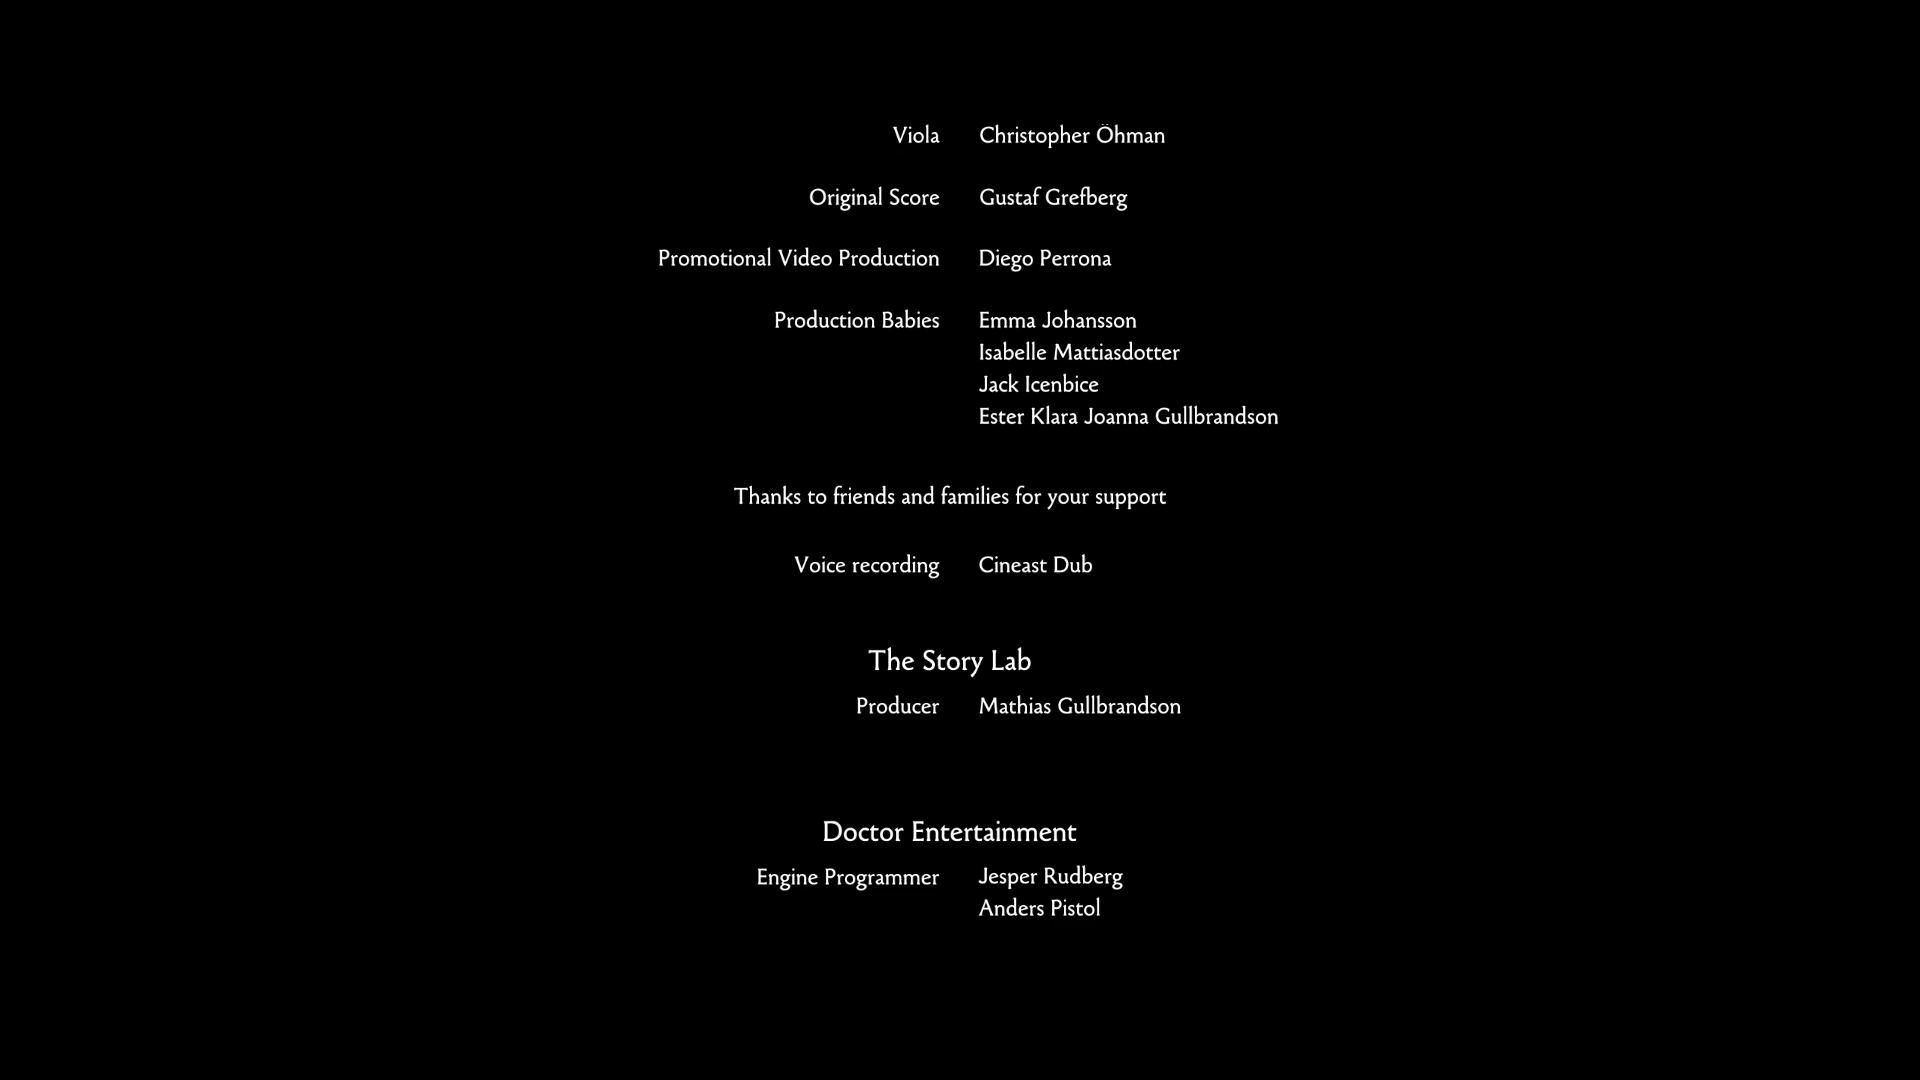 Viola Christopher Öhman
Original Score Gustaf Grefberg
Promotional Video Production Diego Perrona
Production Babies Emma Johansson
Isabelle Mattiasdotter
Jack Icenbice
Ester Klara Joanna Gullbrandson
Thanks to friends and families for your support
Voice recording Cineast Dub
The Story Lab
Producer Mathias Gullbrandson
Doctor Entertainment
Engine Programmer Jesper Rudberg
Anders Pistol